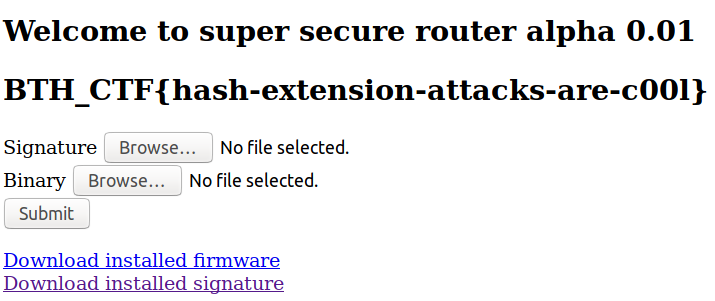 Welcome to super secure router alpha 0.01
BTH_CTF{hash-extension-attacks-are-c00l}
Signature Browse... No file selected.
Binary Browse... No file selected.
Submit
Download installed firmware
Download installed signature